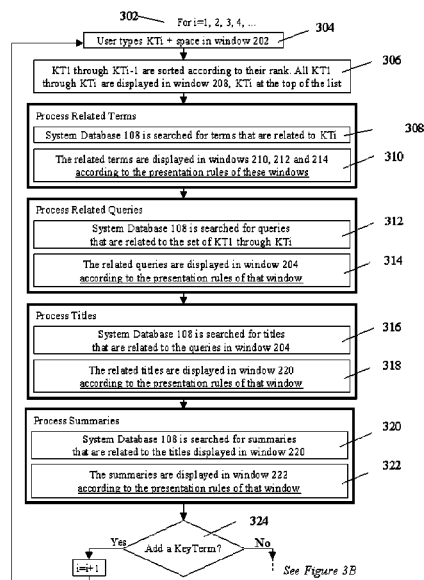 302
For i=1, 2, 3, 4, ...
304
User types KTi + space in window 202
306
KT1 through KTi-1 are sorted according to their rank. All KT1
through KTi are displayed in window 208, KTi at the top of the list
Process Related Terms
308
System Database 108 is searched for terms that are related to KTi
310
The related terms are displayed in windows 210, 212 and 214
according to the presentation rules of these windows
Process Related Queries
312
System Database 108 is searched for queries
that are related to the set of KT1 through KTi
314
The related queries are displayed in window 204
according to the presentation rules of that window
Process Titles
316
System Database 108 is searched for titles
that are related to the queries in window 204
318
The related titles are displayed in window 220
according to the presentation rules of that window
Process Summaries
320
System Database 108 is searched for summaries
that are related to the titles displayed in window 220
322
The summaries are displayed in window 222
according to the presentation rules of that window
324
Yes
Add a KeyTerm?
No
i=i+1
See Figure 3B